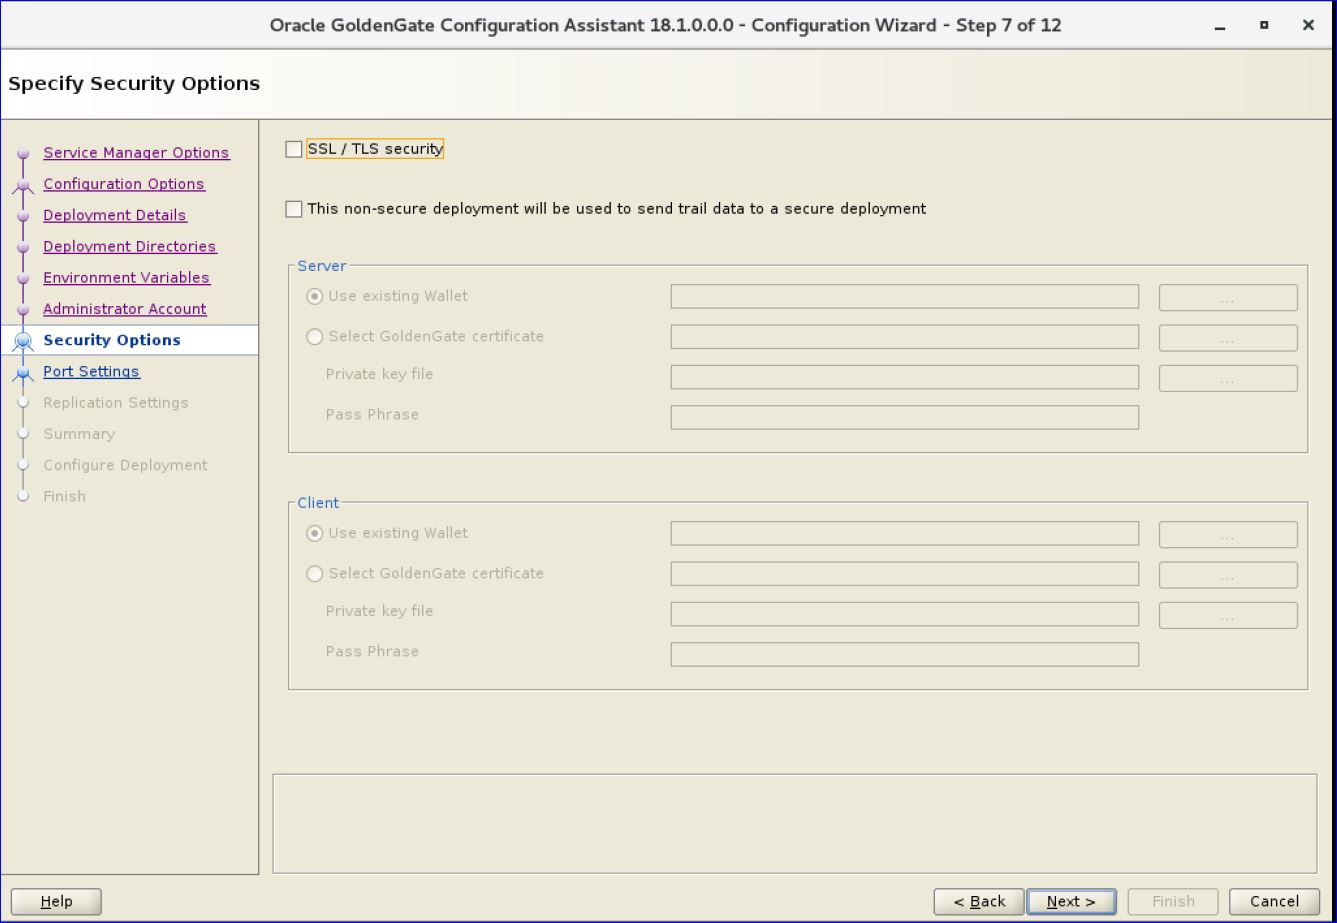 Oracle GoldenGate Configuration Assistant 18.1.0.0.0 - Configuration Wizard - Step 7 of 12
Specify Security Options
Service Manager Options
Configuration Options
Deployment Details
Deployment Directories
Environment Variables
Administrator Account
Security Options
Port Settings
Replication Settings
Summary
Configure Deployment
Finish
SSL / TLS security
This non-secure deployment will be used to send trail data to a secure deployment
Server
Use existing Wallet ...
Select GoldenGate certificate ...
Private key file ...
Pass Phrase
Client
Use existing Wallet ...
Select GoldenGate certificate ...
Private key file ...
Pass Phrase
Help < Back Next > Finish Cancel